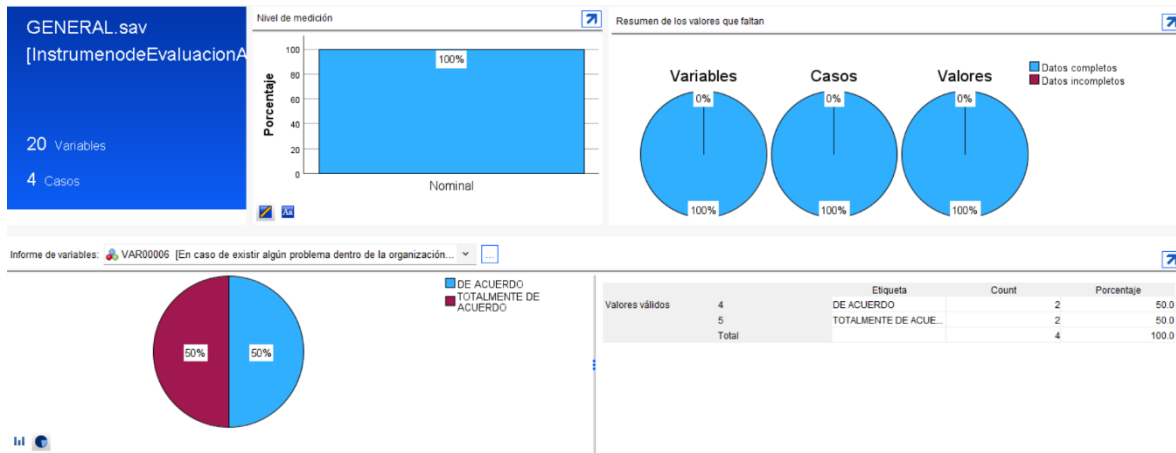 GENERAL.sav
[InstrumenodeEvaluacionA
20 Variables
4 Casos
Nivel de medición
Porcentaje
100
80
60
40
20
0
100%
Nominal
Resumen de los valores que faltan
Variables
Casos
Valores
0%
0%
0%
100%
100%
100%
Datos completos
Datos incompletos
Informe de variables: VAR00006 [En caso de existir algún problema dentro de la organización... ...
50%
50%
DE ACUERDO
TOTALMENTE DE
ACUERDO
Etiqueta Count Porcentaje
Valores válidos 4 DE ACUERDO 2 50.0
5 TOTALMENTE DE ACUE... 2 50.0
Total 4 100.0
Aa